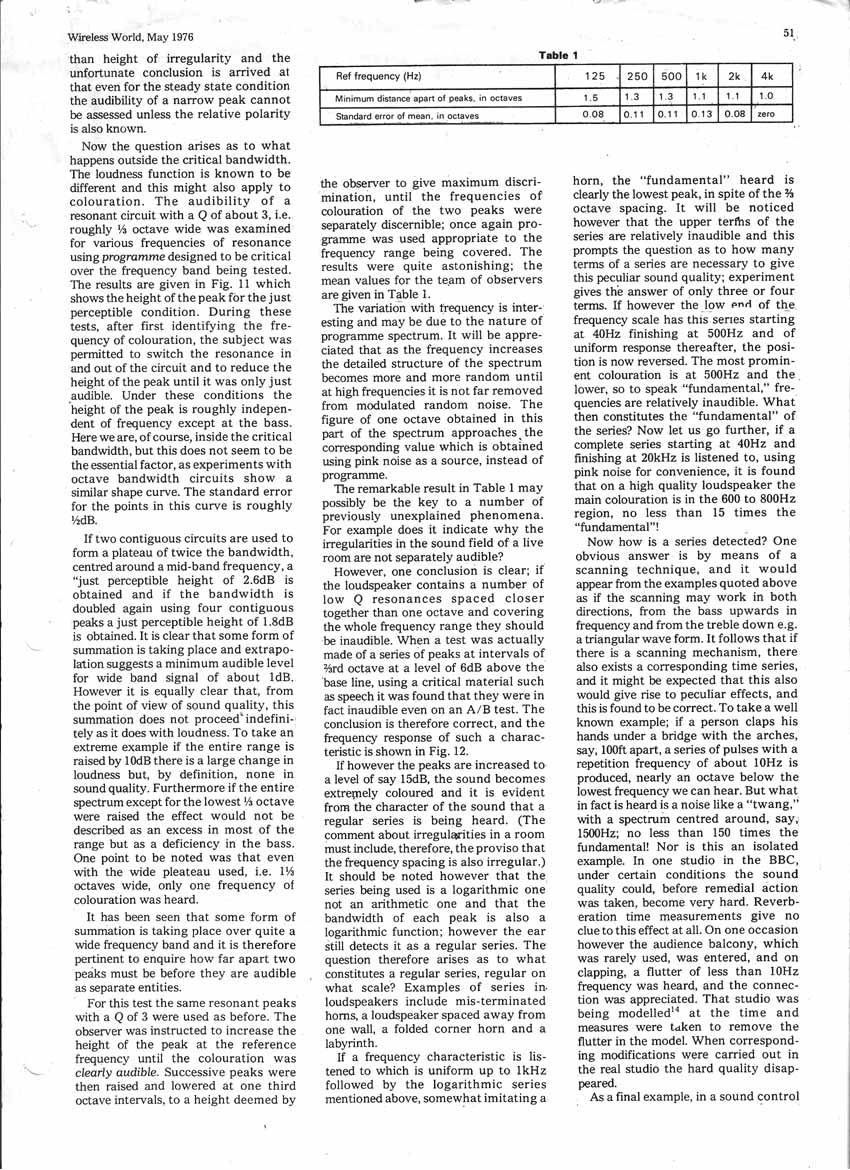 Wireless World, May 1976
51
than height of irregularity and the
unfortunate conclusion is arrived at
that even for the steady state condition
the audibility of a narrow peak cannot
be assessed unless the relative polarity
is also known.
Now the question arises as to what
happens outside the critical bandwidth.
The loudness function is known to be
different and this might also apply to
colouration. The audibility of a
resonant circuit with a Q of about 3, i.e.
roughly ⅓ octave wide was examined
for various frequencies of resonance
using programme designed to be critical
over the frequency band being tested.
The results are given in Fig. 11 which
shows the height of the peak for the just
perceptible condition. During these
tests, after first identifying the fre-
quency of colouration, the subject was
permitted to switch the resonance in
and out of the circuit and to reduce the
height of the peak until it was only just
audible. Under these conditions the
height of the peak is roughly indepen-
dent of frequency except at the bass.
Here we are, of course, inside the critical
bandwidth, but this does not seem to be
the essential factor, as experiments with
octave bandwidth circuits show a
similar shape curve. The standard error
for the points in this curve is roughly
½dB.
If two contiguous circuits are used to
form a plateau of twice the bandwidth,
centred around a mid-band frequency, a
"just perceptible height of 2.6dB is
obtained and if the bandwidth is
doubled again using four contiguous
peaks a just perceptible height of 1.8dB
is obtained. It is clear that some form of
summation is taking place and extrapo-
lation suggests a minimum audible level
for wide band signal of about 1dB.
However it is equally clear that, from
the point of view of sound quality, this
summation does not proceed indefini-
tely as it does with loudness. To take an
extreme example if the entire range is
raised by 10dB there is a large change in
loudness but, by definition, none in
sound quality. Furthermore if the entire
spectrum except for the lowest ⅓ octave
were raised the effect would not be
described as an excess in most of the
range but as a deficiency in the bass.
One point to be noted was that even
with the wide pleateau used, i.e. 1⅓
octaves wide, only one frequency of
colouration was heard.
It has been seen that some form of
summation is taking place over quite a
wide frequency band and it is therefore
pertinent to enquire how far apart two
peaks must be before they are audible
as separate entities.
For this test the same resonant peaks
with a Q of 3 were used as before. The
observer was instructed to increase the
height of the peak at the reference
frequency until the colouration was
clearly audible. Successive peaks were
then raised and lowered at one third
octave intervals, to a height deemed by
Table 1
Ref frequency (Hz) 125 250 500 1k 2k 4k
Minimum distance apart of peaks, in octaves 1.5 1.3 1.3 1.1 1.1 1.0
Standard error of mean, in octaves 0.08 0.11 0.11 0.13 0.08 zero
the observer to give maximum discri-
mination, until the frequencies of
colouration of the two peaks were
separately discernible; once again pro-
gramme was used appropriate to the
frequency range being covered. The
results were quite astonishing; the
mean values for the team of observers
are given in Table 1.
The variation with frequency is inter-
esting and may be due to the nature of
programme spectrum. It will be appre-
ciated that as the frequency increases
the detailed structure of the spectrum
becomes more and more random until
at high frequencies it is not far removed
from modulated random noise. The
figure of one octave obtained in this
part of the spectrum approaches the
corresponding value which is obtained
using pink noise as a source, instead of
programme.
The remarkable result in Table 1 may
possibly be the key to a number of
previously unexplained phenomena.
For example does it indicate why the
irregularities in the sound field of a live
room are not separately audible?
However, one conclusion is clear; if
the loudspeaker contains a number of
low Q resonances spaced closer
together than one octave and covering
the whole frequency range they should
be inaudible. When a test was actually
made of a series of peaks at intervals of
⅔rd octave at a level of 6dB above the
base line, using a critical material such
as speech it was found that they were in
fact inaudible even on an A/B test. The
conclusion is therefore correct, and the
frequency response of such a charac-
teristic is shown in Fig. 12.
If however the peaks are increased to
a level of say 15dB, the sound becomes
extremely coloured and it is evident
from the character of the sound that a
regular series is being heard. (The
comment about irregularities in a room
must include, therefore, the proviso that
the frequency spacing is also irregular.)
It should be noted however that the
series being used is a logarithmic one
not an arithmetic one and that the
bandwidth of each peak is also a
logarithmic function; however the ear
still detects it as a regular series. The
question therefore arises as to what
constitutes a regular series, regular on
what scale? Examples of series in
loudspeakers include mis-terminated
horns, a loudspeaker spaced away from
one wall, a folded corner horn and a
labyrinth.
If a frequency characteristic is lis-
tened to which is uniform up to 1kHz
followed by the logarithmic series
mentioned above, somewhat imitating a
horn, the "fundamental" heard is
clearly the lowest peak, in spite of the ⅔
octave spacing. It will be noticed
however that the upper terms of the
series are relatively inaudible and this
prompts the question as to how many
terms of a series are necessary to give
this peculiar sound quality; experiment
gives the answer of only three or four
terms. If however the low end of the
frequency scale has this series starting
at 40Hz finishing at 500Hz and of
uniform response thereafter, the posi-
tion is now reversed. The most promin-
ent colouration is at 500Hz and the
lower, so to speak "fundamental," fre-
quencies are relatively inaudible. What
then constitutes the "fundamental" of
the series? Now let us go further, if a
complete series starting at 40Hz and
finishing at 20kHz is listened to, using
pink noise for convenience, it is found
that on a high quality loudspeaker the
main colouration is in the 600 to 800Hz
region, no less than 15 times the
"fundamental"!
Now how is a series detected? One
obvious answer is by means of a
scanning technique, and it would
appear from the examples quoted above
as if the scanning may work in both
directions, from the bass upwards in
frequency and from the treble down e.g.
a triangular wave form. It follows that if
there is a scanning mechanism, there
also exists a corresponding time series,
and it might be expected that this also
would give rise to peculiar effects, and
this is found to be correct. To take a well
known example; if a person claps his
hands under a bridge with the arches,
say, 100ft apart, a series of pulses with a
repetition frequency of about 10Hz is
produced, nearly an octave below the
lowest frequency we can hear. But what
in fact is heard is a noise like a "twang,"
with a spectrum centred around, say,
1500Hz; no less than 150 times the
fundamental! Nor is this an isolated
example. In one studio in the BBC,
under certain conditions the sound
quality could, before remedial action
was taken, become very hard. Reverb-
eration time measurements give no
clue to this effect at all. On one occasion
however the audience balcony, which
was rarely used, was entered, and on
clapping, a flutter of less than 10Hz
frequency was heard, and the connec-
tion was appreciated. That studio was
being modelled¹⁴ at the time and
measures were taken to remove the
flutter in the model. When correspond-
ing modifications were carried out in
the real studio the hard quality disap-
peared.
As a final example, in a sound control